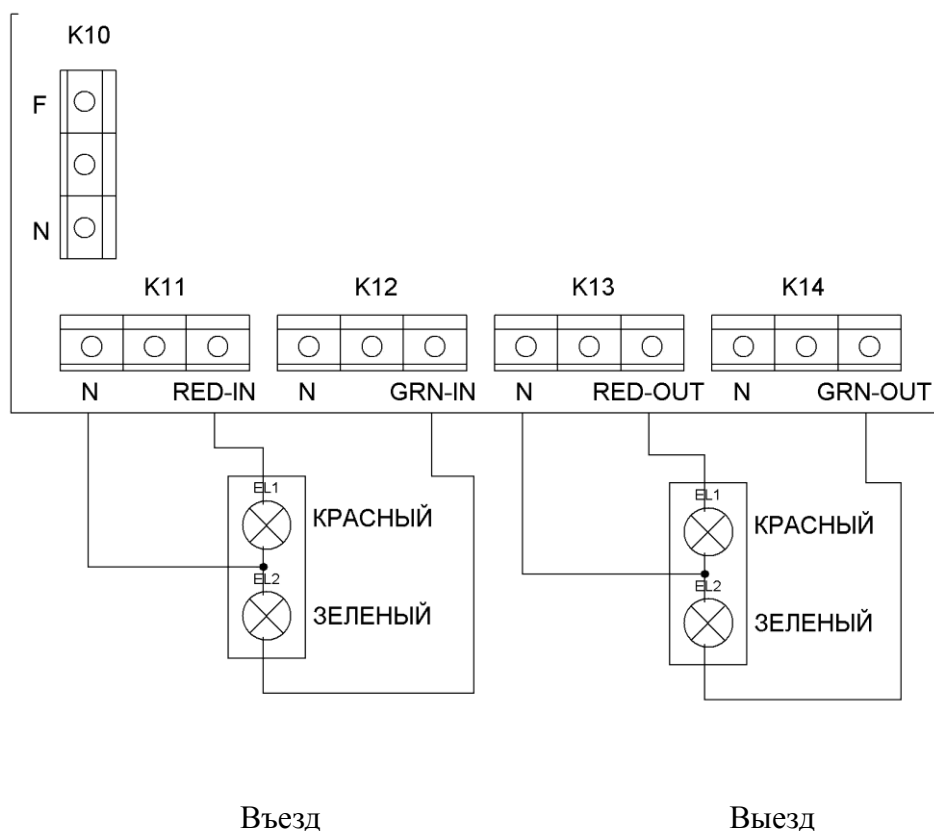 K10
F
N
K11 K12 K13 K14
N RED-IN N GRN-IN N RED-OUT N GRN-OUT
EL1 EL1
КРАСНЫЙ КРАСНЫЙ
EL2 EL2
ЗЕЛЕНЫЙ ЗЕЛЕНЫЙ
Въезд Выезд